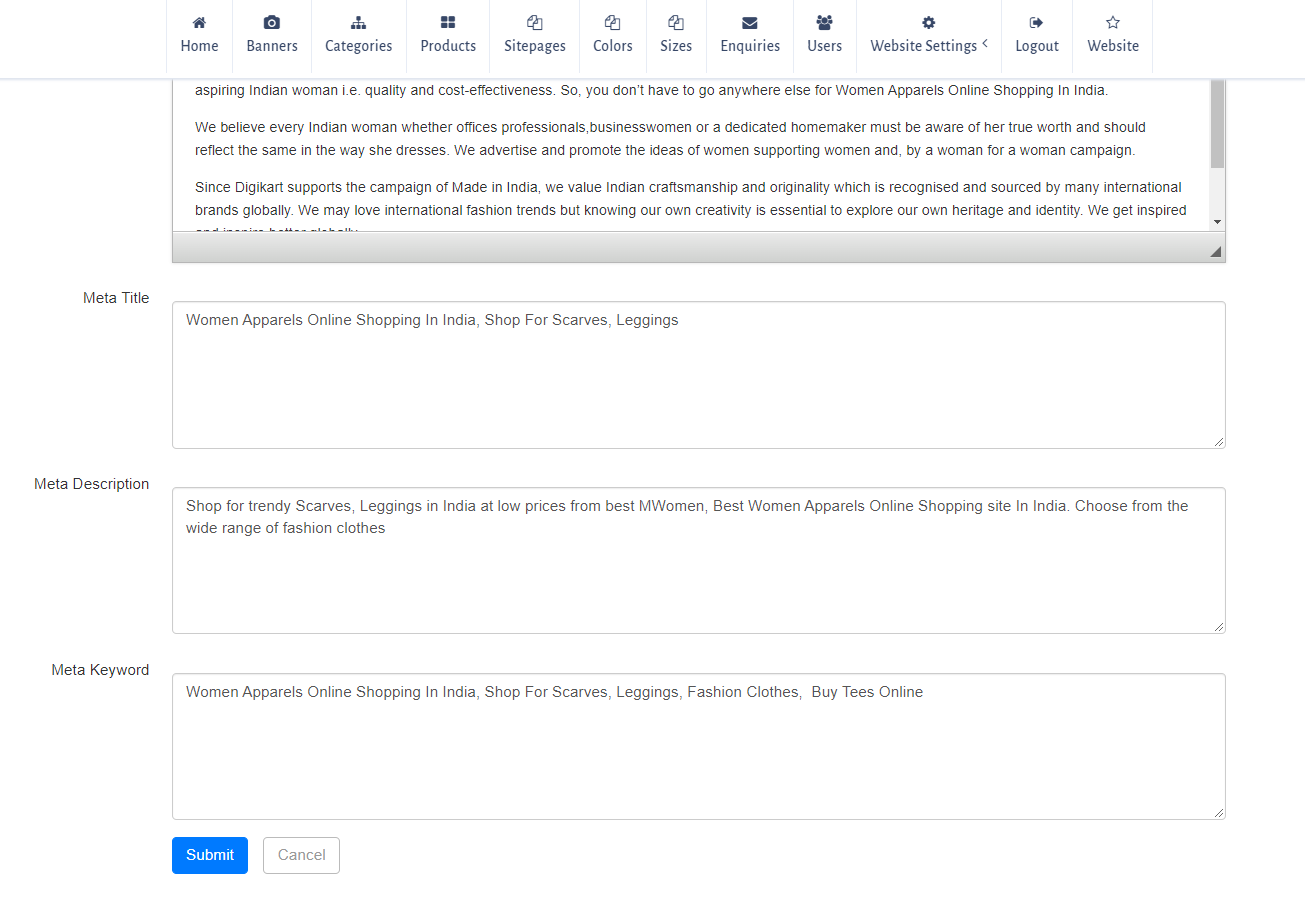 Home Banners Categories Products Sitepages Colors Sizes Enquiries Users Website Settings Logout Website
aspiring Indian woman i.e. quality and cost-effectiveness. So, you don't have to go anywhere else for Women Apparels Online Shopping In India.
We believe every Indian woman whether offices professionals,businesswomen or a dedicated homemaker must be aware of her true worth and should
reflect the same in the way she dresses. We advertise and promote the ideas of women supporting women and, by a woman for a woman campaign.
Since Digikart supports the campaign of Made in India, we value Indian craftsmanship and originality which is recognised and sourced by many international
brands globally. We may love international fashion trends but knowing our own creativity is essential to explore our own heritage and identity. We get inspired
and inspire better globally.
Meta Title
Women Apparels Online Shopping In India, Shop For Scarves, Leggings
Meta Description
Shop for trendy Scarves, Leggings in India at low prices from best MWomen, Best Women Apparels Online Shopping site In India. Choose from the
wide range of fashion clothes
Meta Keyword
Women Apparels Online Shopping In India, Shop For Scarves, Leggings, Fashion Clothes,  Buy Tees Online
Submit Cancel